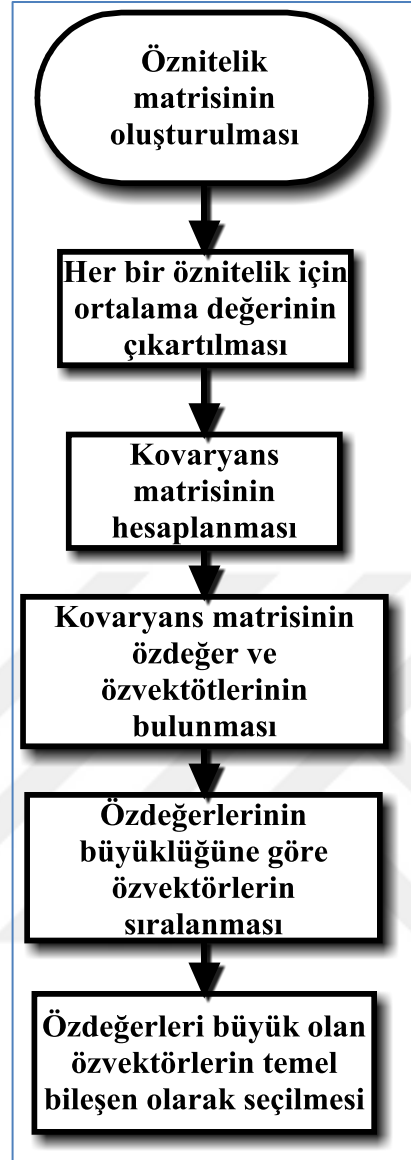 Öznitelik
matrisinin
oluşturulması
Her bir öznitelik için
ortalama değerinin
çıkartılması
Kovaryans
matrisinin
hesaplanması
Kovaryans matrisinin
özdeğer ve
özvektötlerinin
bulunması
Özdeğerlerinin
büyüklüğüne göre
özvektörlerin
sıralanması
Özdeğerleri büyük olan
özvektörlerin temel
bileşen olarak seçilmesi